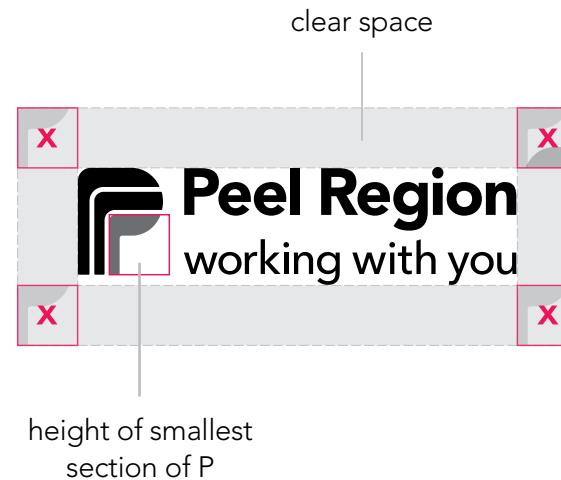 clear space
X X
Peel Region
working with you
X X
height of smallest
section of P